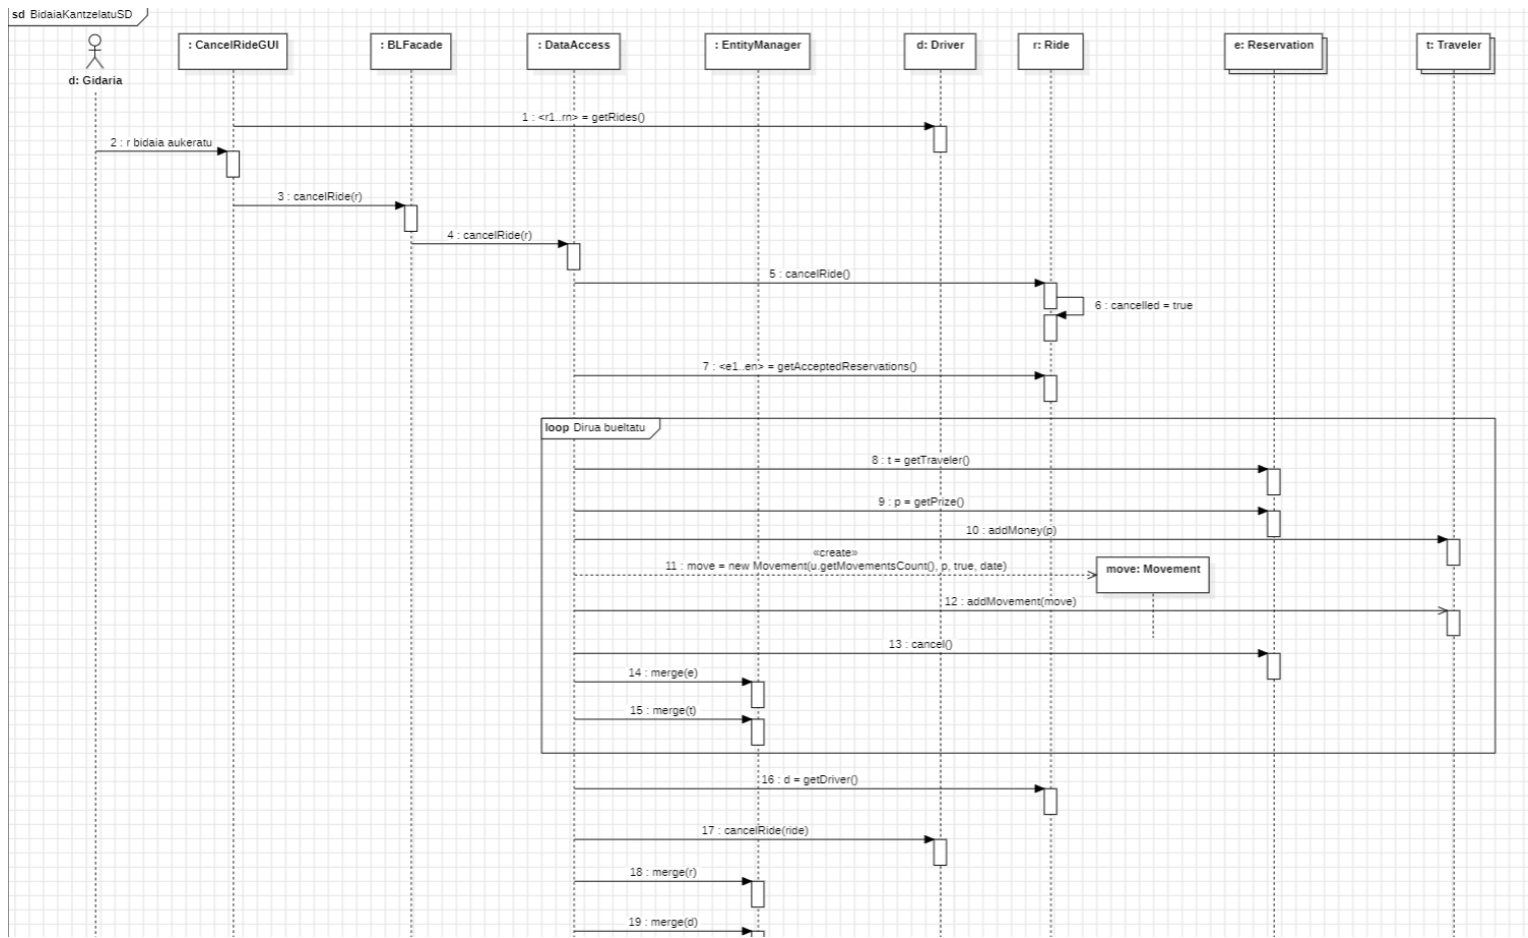 sd BidaiaKantzelatuSD
d: Gidaria
: CancelRideGUI
: BLFacade
: DataAccess
: EntityManager
d: Driver
r: Ride
e: Reservation
t: Traveler
1 : <r1..rn> = getRides()
2 : r bidaia aukeratu
3 : cancelRide(r)
4 : cancelRide(r)
5 : cancelRide()
6 : cancelled = true
7 : <e1..en> = getAcceptedReservations()
loop Dirua bueltatu
8 : t = getTraveler()
9 : p = getPrize()
10 : addMoney(p)
«create»
11 : move = new Movement(u.getMovementsCount(), p, true, date)
move: Movement
12 : addMovement(move)
13 : cancel()
14 : merge(e)
15 : merge(t)
16 : d = getDriver()
17 : cancelRide(ride)
18 : merge(r)
19 : merge(d)